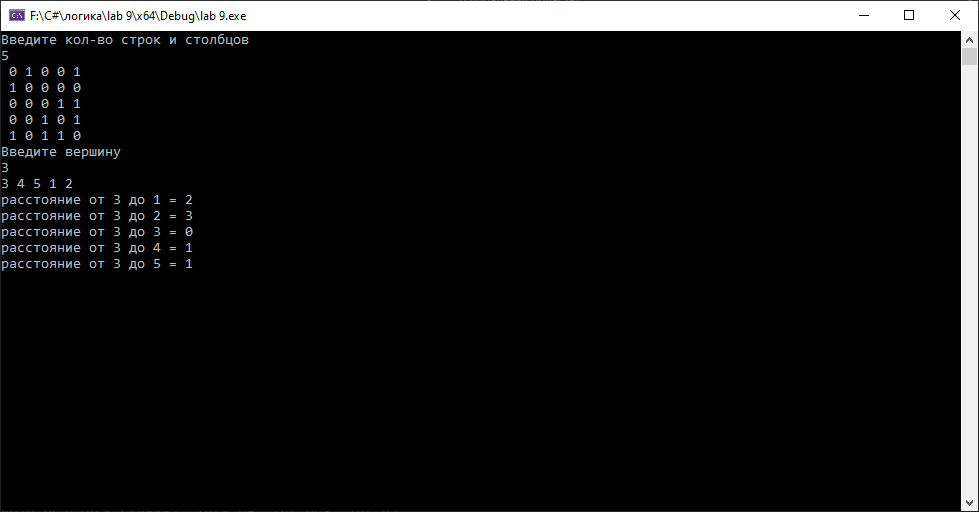 F:\C#\логика\lab 9\x64\Debug\lab 9.exe
Введите кол-во строк и столбцов
5
0 1 0 0 1
1 0 0 0 0
0 0 0 1 1
0 0 1 0 1
1 0 1 1 0
Введите вершину
3
3 4 5 1 2
расстояние от 3 до 1 = 2
расстояние от 3 до 2 = 3
расстояние от 3 до 3 = 0
расстояние от 3 до 4 = 1
расстояние от 3 до 5 = 1